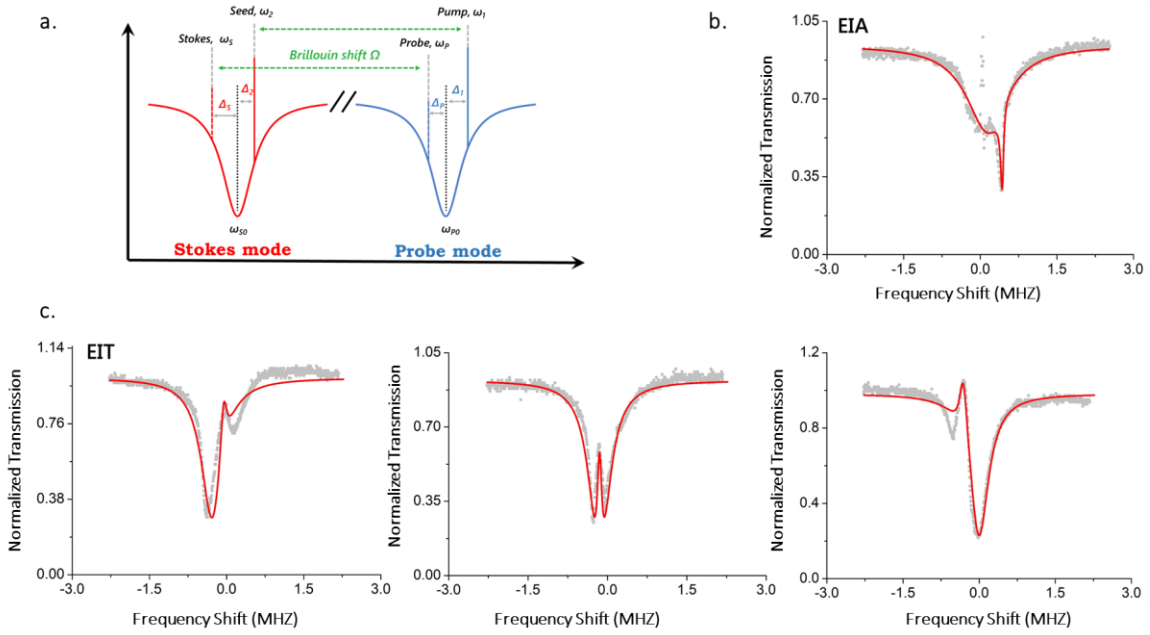 a.
Seed, ω₂
Pump, ω₁
Stokes, ωS
Probe, ωP
Brillouin shift Ω
ΔS
Δ₂
ΔP
Δ₁
ωS0
ωP0
Stokes mode
Probe mode
b.
EIA
1.05
0.70
0.35
0.00
Normalized Transmission
-3.0 -1.5 0.0 1.5 3.0
Frequency Shift (MHZ)
c.
EIT
1.14
0.76
0.38
0.00
Normalized Transmission
-3.0 -1.5 0.0 1.5 3.0
Frequency Shift (MHZ)
1.05
0.70
0.35
0.00
Normalized Transmission
-3.0 -1.5 0.0 1.5 3.0
Frequency Shift (MHZ)
1.2
0.8
0.4
0.0
Normalized Transmission
-3.0 -1.5 0.0 1.5 3.0
Frequency Shift (MHZ)